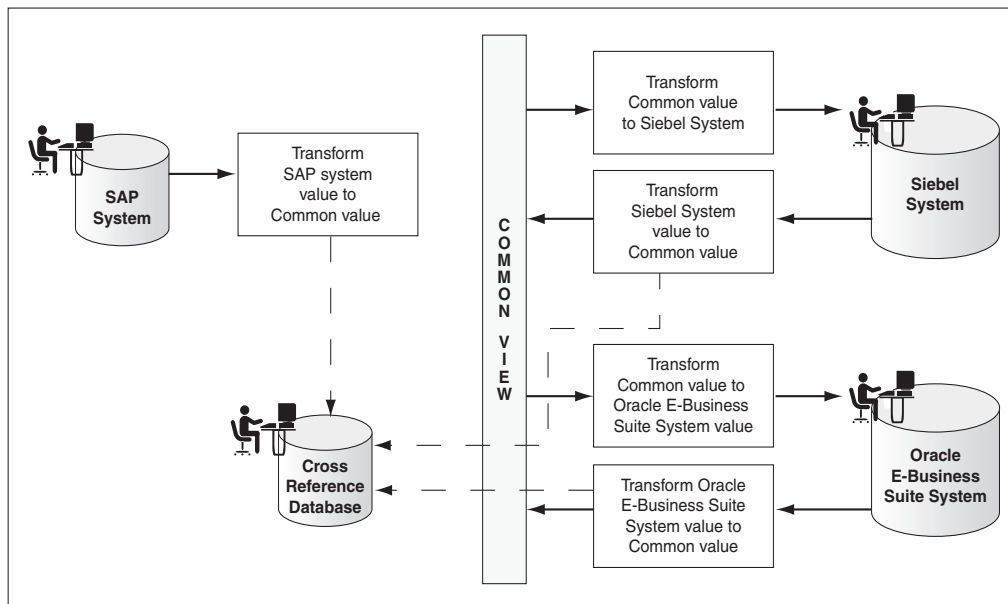 SAP
System
Transform
SAP system
value to
Common value
Cross
Reference
Database
COMMON VIEW
Transform
Common value
to Siebel System
Siebel
System
Transform
Siebel System
value to
Common value
Transform
Common value to
Oracle E-Business
Suite System value
Oracle
E-Business
Suite System
Transform Oracle
E-Business Suite
System value to
Common value